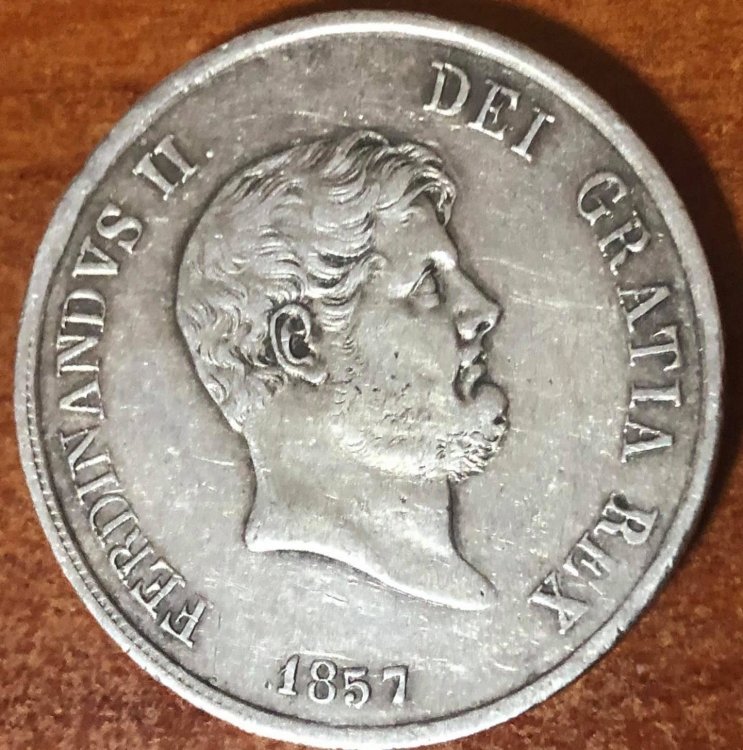 FERDINANDVS II. DEI GRATIA REX
1857